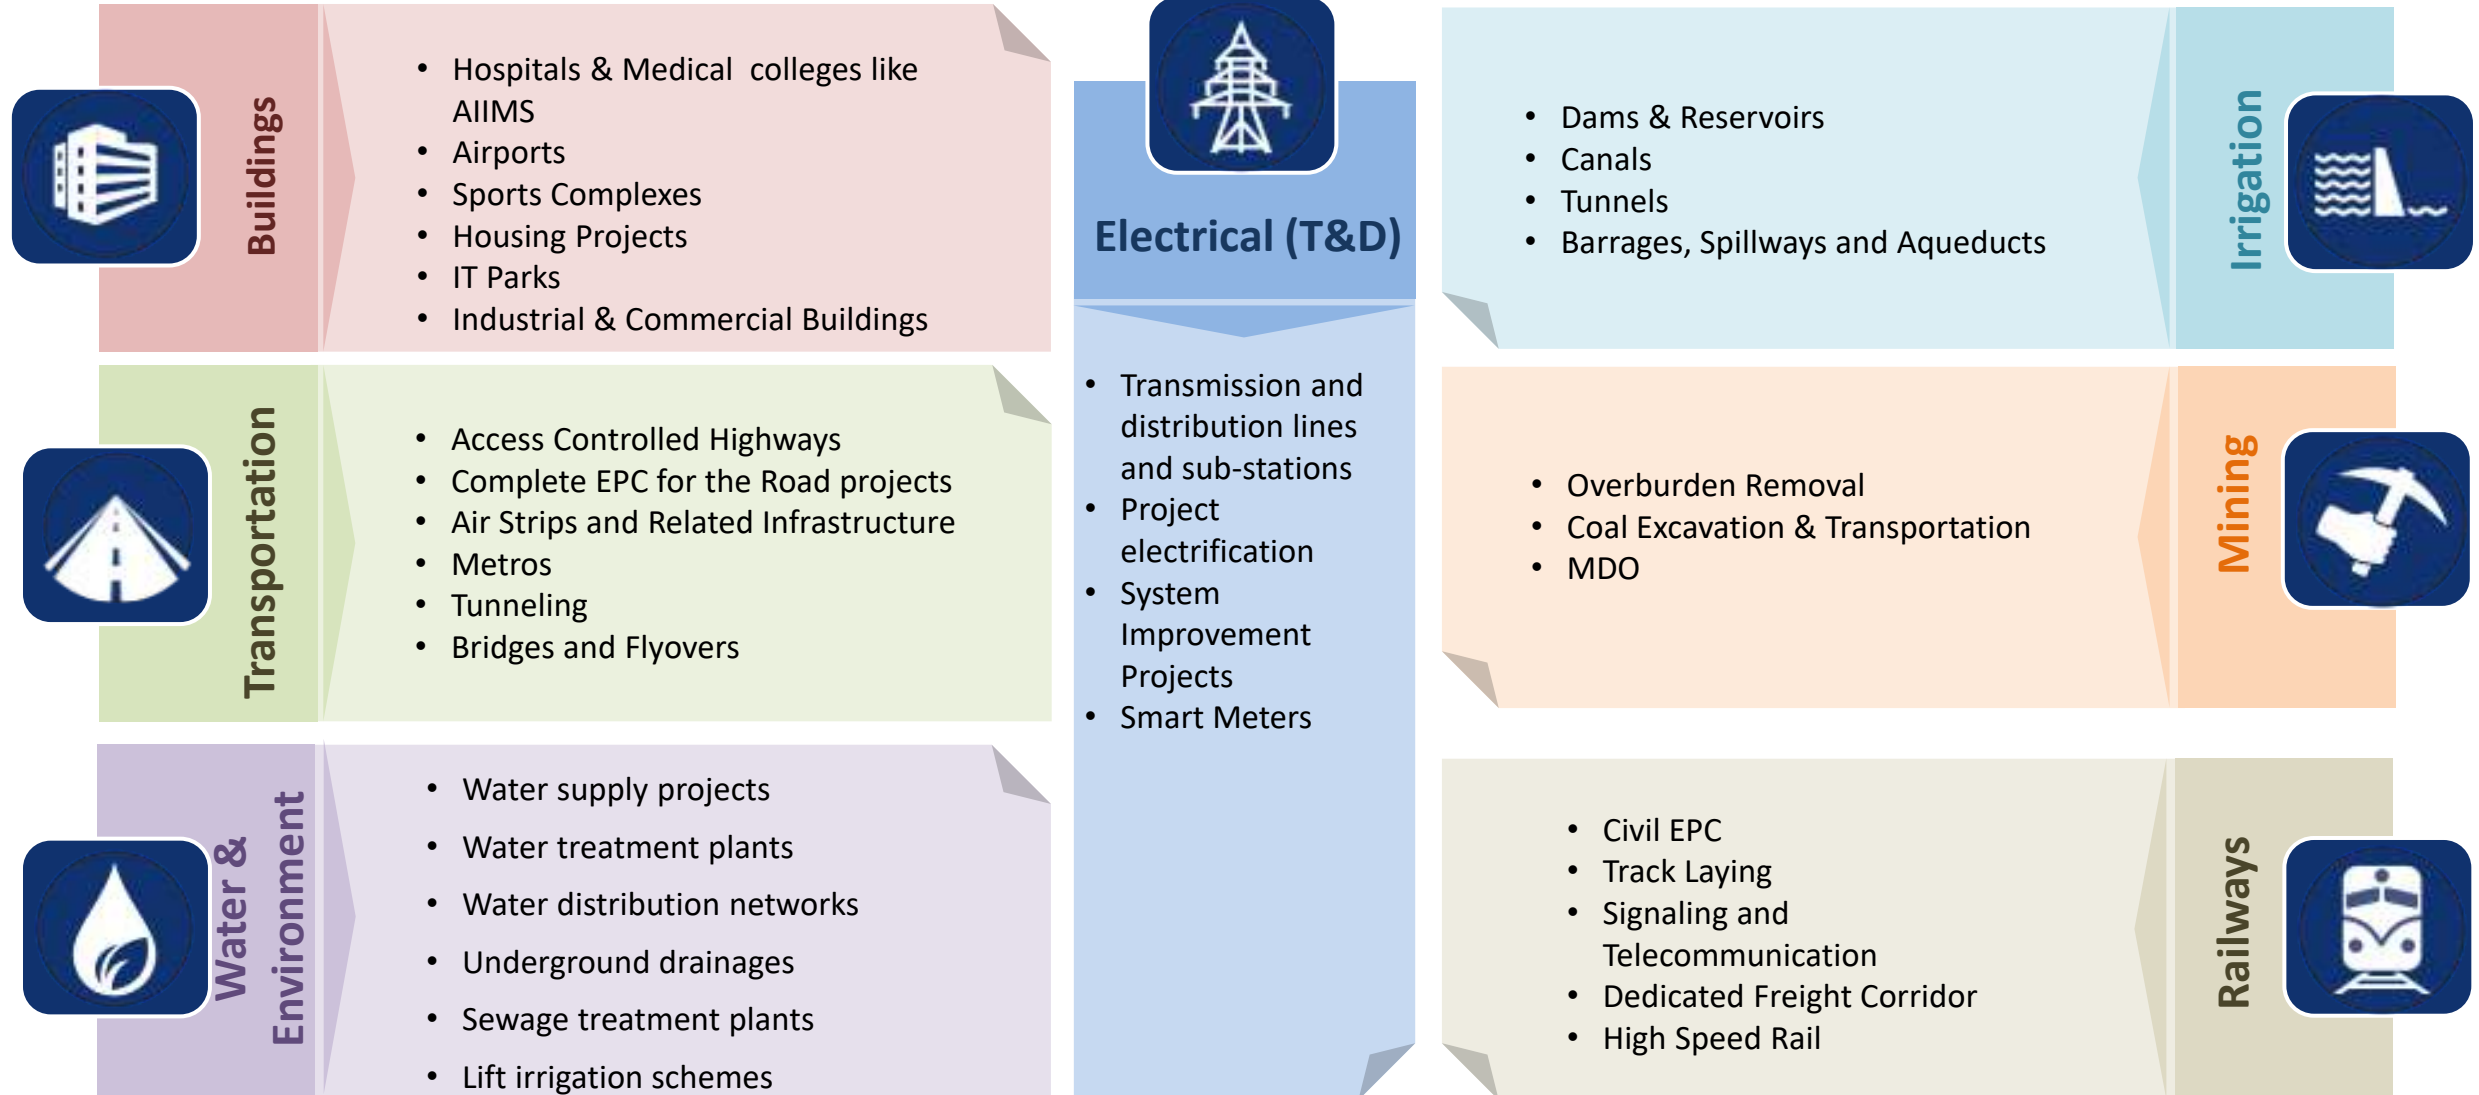 Buildings
• Hospitals & Medical colleges like
AIIMS
• Airports
• Sports Complexes
• Housing Projects
• IT Parks
• Industrial & Commercial Buildings
Transportation
• Access Controlled Highways
• Complete EPC for the Road projects
• Air Strips and Related Infrastructure
• Metros
• Tunneling
• Bridges and Flyovers
Water &
Environment
• Water supply projects
• Water treatment plants
• Water distribution networks
• Underground drainages
• Sewage treatment plants
• Lift irrigation schemes
Electrical (T&D)
• Transmission and
distribution lines
and sub-stations
• Project
electrification
• System
Improvement
Projects
• Smart Meters
Irrigation
• Dams & Reservoirs
• Canals
• Tunnels
• Barrages, Spillways and Aqueducts
Mining
• Overburden Removal
• Coal Excavation & Transportation
• MDO
Railways
• Civil EPC
• Track Laying
• Signaling and
Telecommunication
• Dedicated Freight Corridor
• High Speed Rail